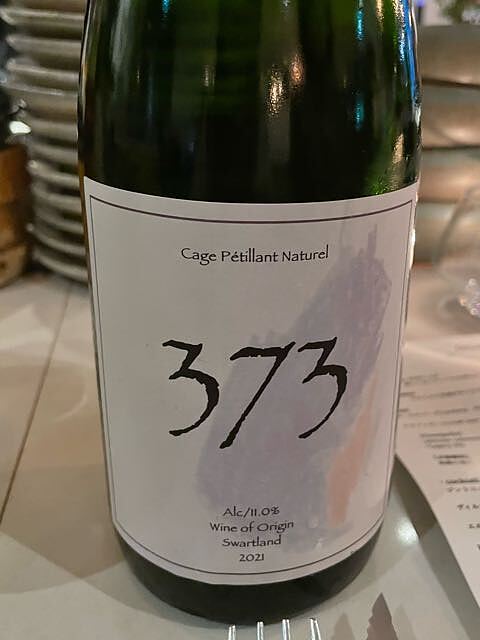 Cage Pétillant Naturel
373
Alc/11.0%
Wine of Origin
Swartland
2021